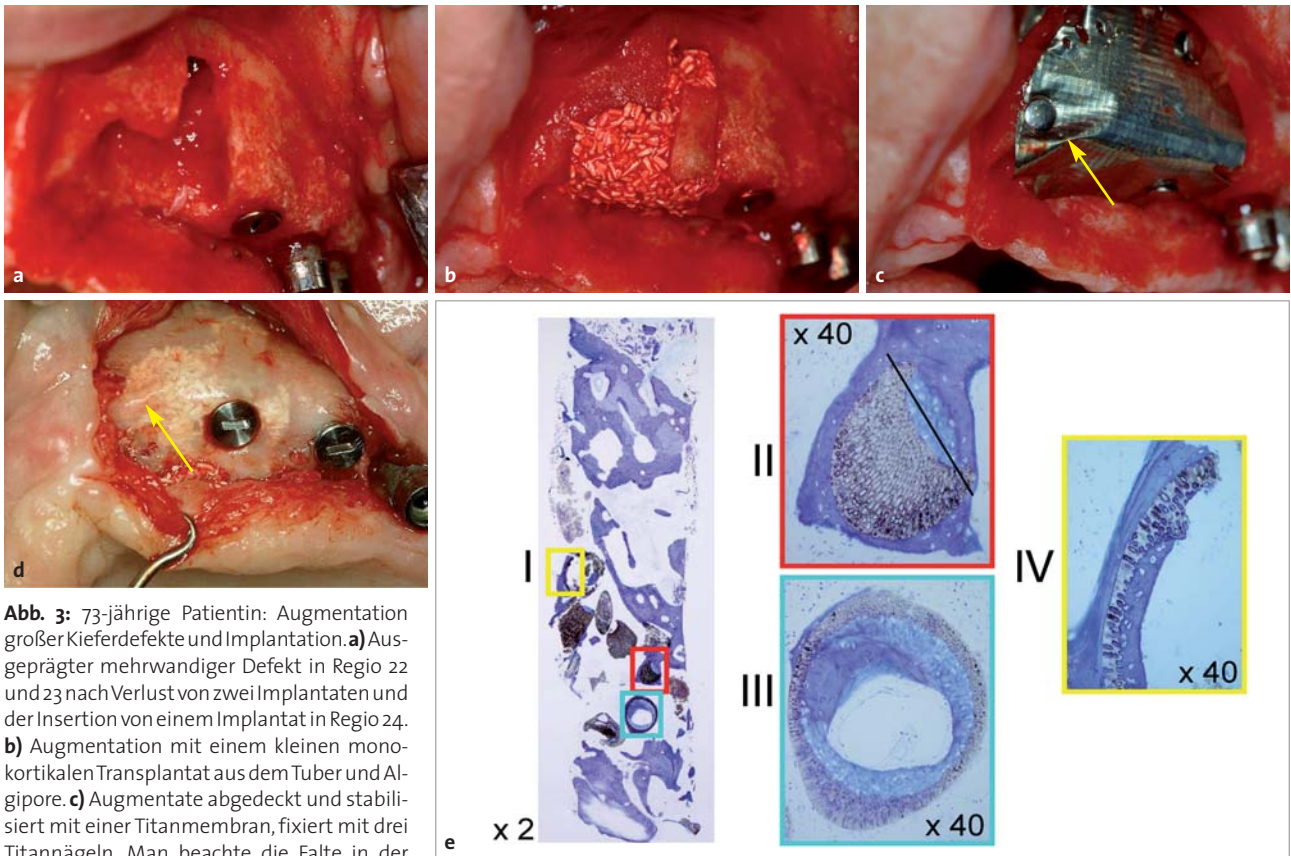 a
b
c
d
x 40
II
I
IV
III
x 40
x 40
x 2
e
Abb. 3: 73-jährige Patientin: Augmentation
großer Kieferdefekte und Implantation. a) Aus-
geprägter mehrwandiger Defekt in Regio 22
und 23 nach Verlust von zwei Implantaten und
der Insertion von einem Implantat in Regio 24.
b) Augmentation mit einem kleinen mono-
kortikalen Transplantat aus dem Tuber und Al-
gipore. c) Augmentate abgedeckt und stabili-
siert mit einer Titanmembran, fixiert mit drei
Titannägeln. Man beachte die Falte in der